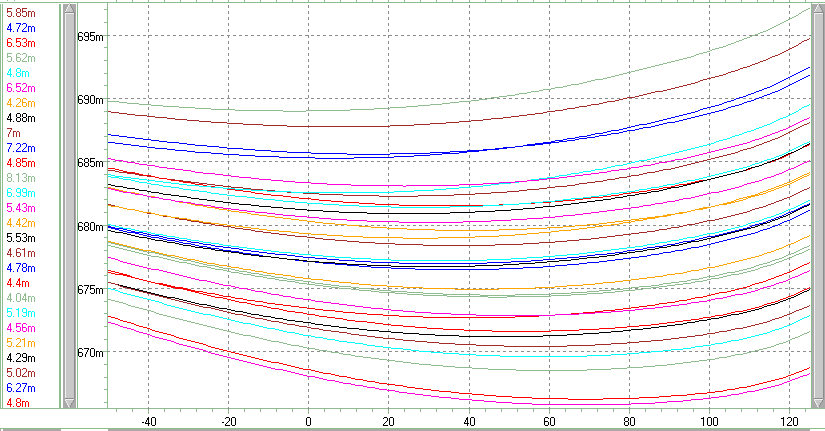 5.85m
4.72m
6.53m
5.62m
4.8m
6.52m
4.26m
4.88m
7m
7.22m
4.85m
8.13m
6.99m
5.43m
4.42m
5.53m
4.61m
4.78m
4.4m
4.04m
5.19m
4.56m
5.21m
4.29m
5.02m
6.27m
4.8m
695m
690m
685m
680m
675m
670m
-40 -20 0 20 40 60 80 100 120